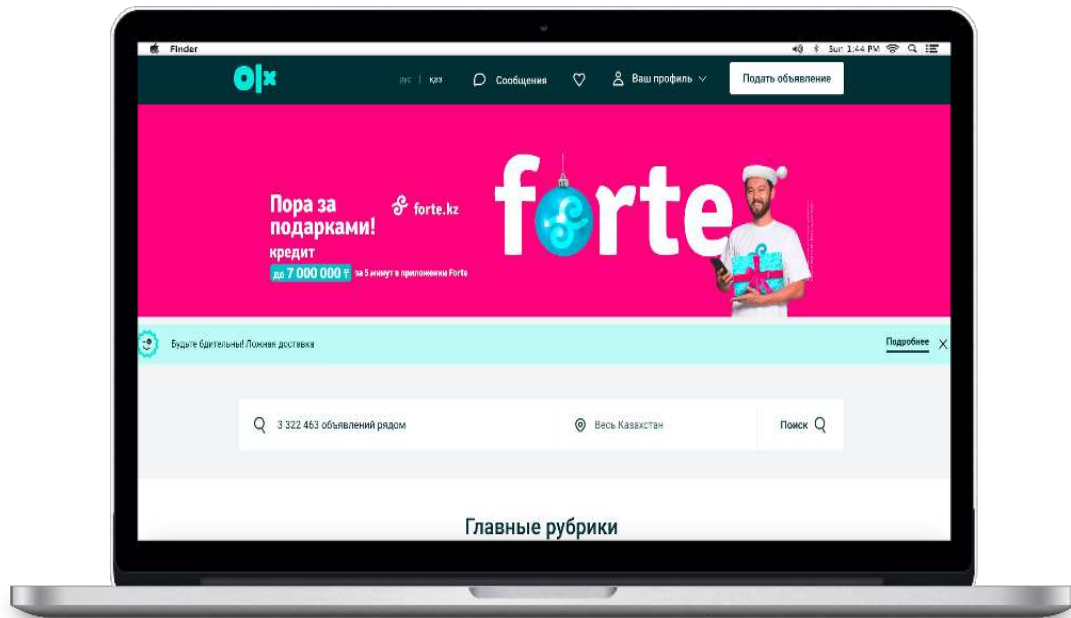 Finder
Sun 1:44 PM
olx
рус | қаз
Сообщения
Ваш профиль
Подать объявление
Пора за
подарками!
forte.kz
кредит
до 7 000 000 ₸ за 5 минут в приложении Forte
forte
Будьте бдительны! Ложная доставка
Подробнее
3 322 463 объявлений рядом
Весь Казахстан
Поиск
Главные рубрики